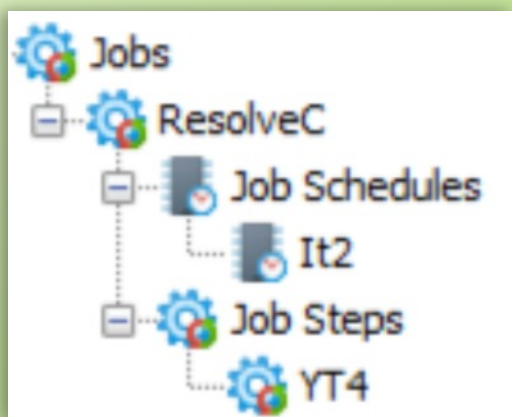 Jobs
ResolveC
Job Schedules
It2
Job Steps
YT4